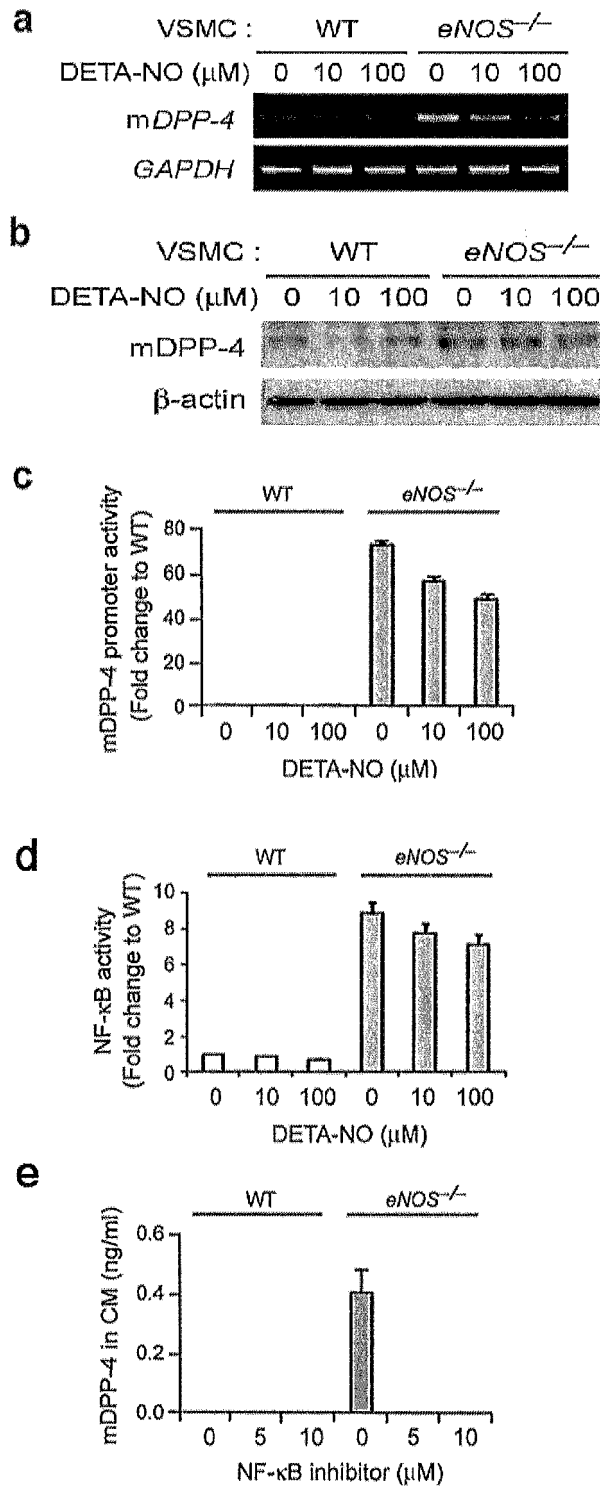 a
VSMC : WT eNOS–/–
DETA-NO (μM) 0 10 100 0 10 100
mDPP-4
GAPDH
b
VSMC : WT eNOS–/–
DETA-NO (μM) 0 10 100 0 10 100
mDPP-4
β-actin
c
WT eNOS–/–
mDPP-4 promoter activity
(Fold change to WT)
80
60
40
20
0
0 10 100 0 10 100
DETA-NO (μM)
d
WT eNOS–/–
NF-κB activity
(Fold change to WT)
10
8
6
4
2
0
0 10 100 0 10 100
DETA-NO (μM)
e
WT eNOS–/–
mDPP-4 in CM (ng/ml)
0.6
0.4
0.2
0.0
0 5 10 0 5 10
NF-κB inhibitor (μM)